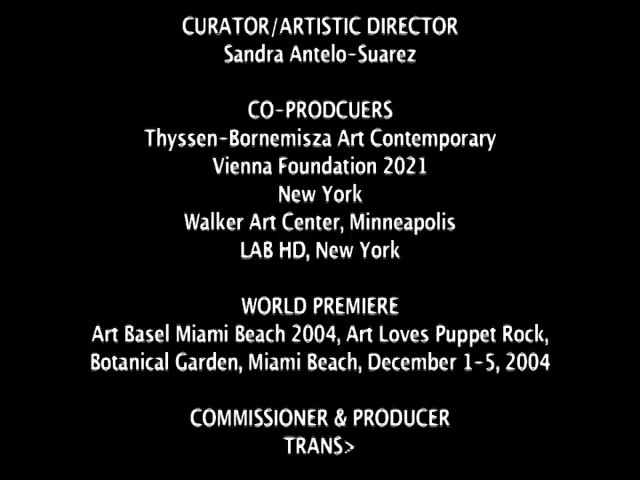 CURATOR/ARTISTIC DIRECTOR
Sandra Antelo-Suarez
CO-PRODCUERS
Thyssen-Bornemisza Art Contemporary
Vienna Foundation 2021
New York
Walker Art Center, Minneapolis
LAB HD, New York
WORLD PREMIERE
Art Basel Miami Beach 2004, Art Loves Puppet Rock,
Botanical Garden, Miami Beach, December 1-5, 2004
COMMISSIONER & PRODUCER
TRANS>